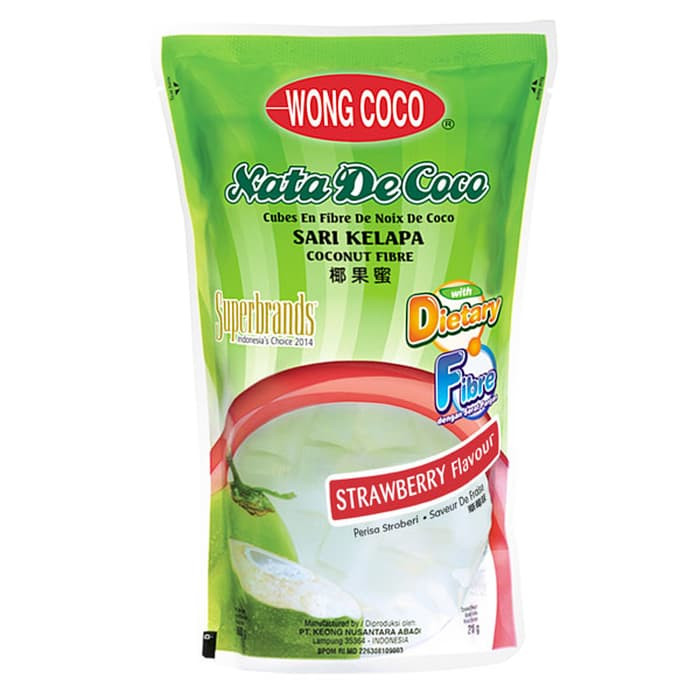 WONG COCO
®
Nata De Coco
Cubes En Fibre De Noix De Coco
SARI KELAPA
COCONUT FIBRE
椰果蜜
Superbrands
Indonesia's Choice 2014
with
Dietary
Fibre
STRAWBERRY Flavour
Perisa Stroberi • Saveur De Fraise
Manufactured by / Diproduksi oleh:
PT. KEONG NUSANTARA ABADI
Lampung 35364 - INDONESIA
BPOM RI MD 226308109083